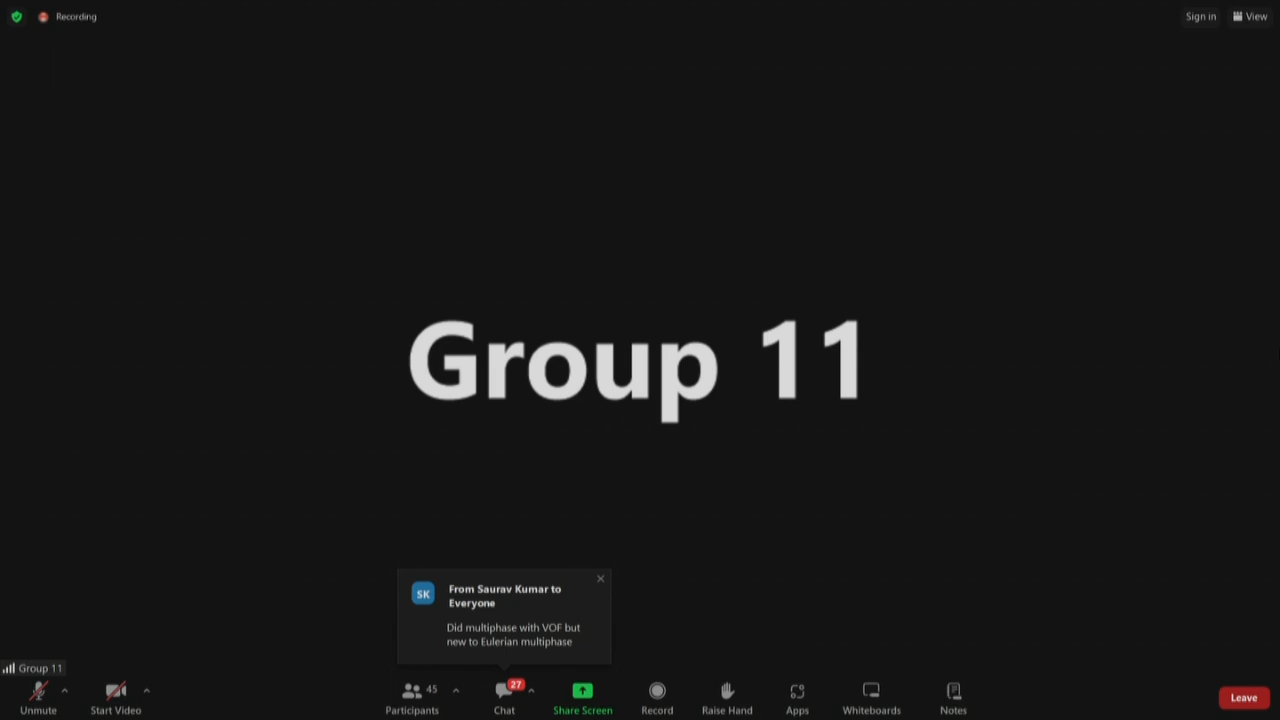 Recording
Sign in
View
Group 11
SK
From Saurav Kumar to
Everyone
Did multiphase with VOF but
new to Eulerian multiphase
Group 11
Unmute
Start Video
45
Participants
27
Chat
Share Screen
Record
Raise Hand
Apps
Whiteboards
Notes
Leave